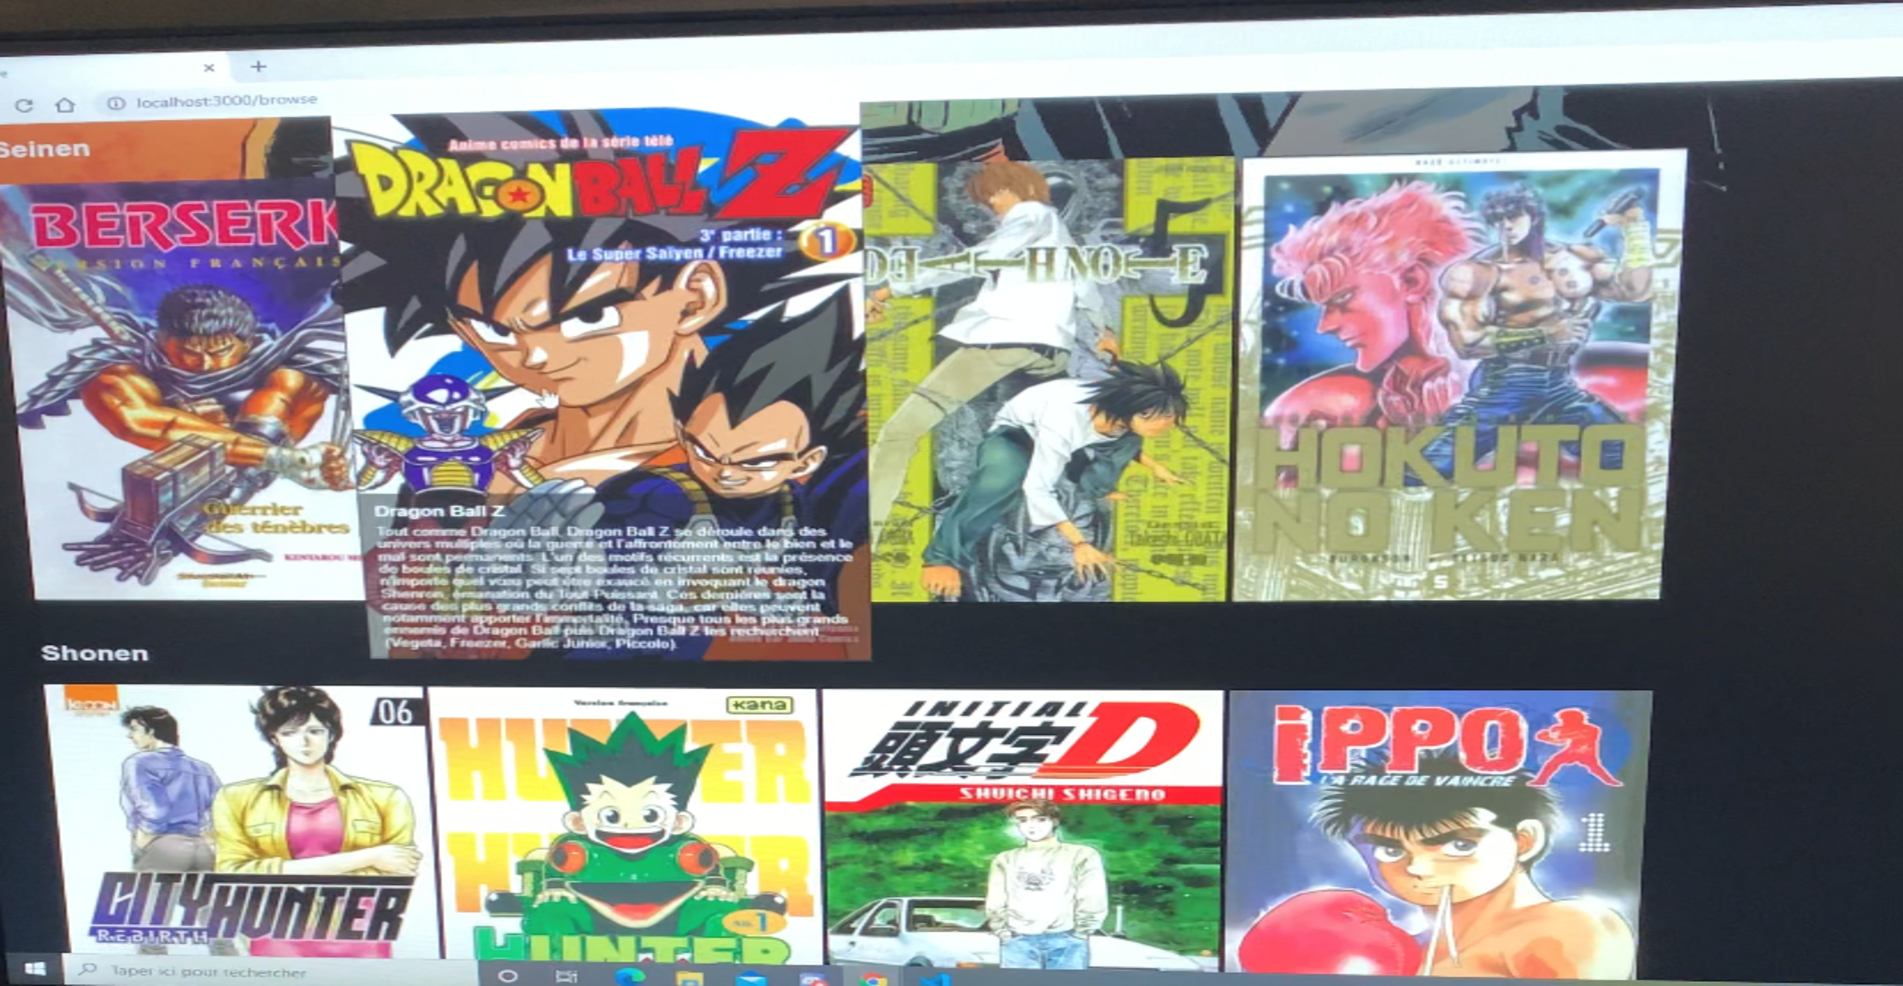 localhost:3000/browse
Seinen
BERSERK
VERSION FRANÇAIS
Guerrier
des ténèbres
Anime comics de la série télé
DRAGON BALL Z
3e partie :
Le Super Saïyen / Freezer
1
Dragon Ball Z
Tout comme Dragon Ball, Dragon Ball Z se déroule dans des
univers multiples où la guerre et l'affrontement entre le bien et le
mal sont permanents. L'un des motifs récurrents est la présence
de boules de cristal. Si sept boules de cristal sont réunies,
n'importe quel vœu peut être exaucé en invoquant le dragon
Shenron, émanation du Tout-Puissant. Ces dernières sont la
cause des plus grands conflits de la saga, car elles peuvent
notamment apporter l'immortalité. Presque tous les plus grands
ennemis de Dragon Ball puis Dragon Ball Z les recherchent
(Vegeta, Freezer, Garlic Junior, Piccolo).
DEATH NOTE
5
Takeshi OBATA
HOKUTO
NO KEN
5
Shonen
06
CITYHUNTER
REBIRTH
Version française
kana
HUNTER
HUNTER
NO.1
HUNTER
INITIAL
頭文字D
SHUICHI SHIGENO
IPPO
LA RAGE DE VAINCRE
1
Taper ici pour rechercher